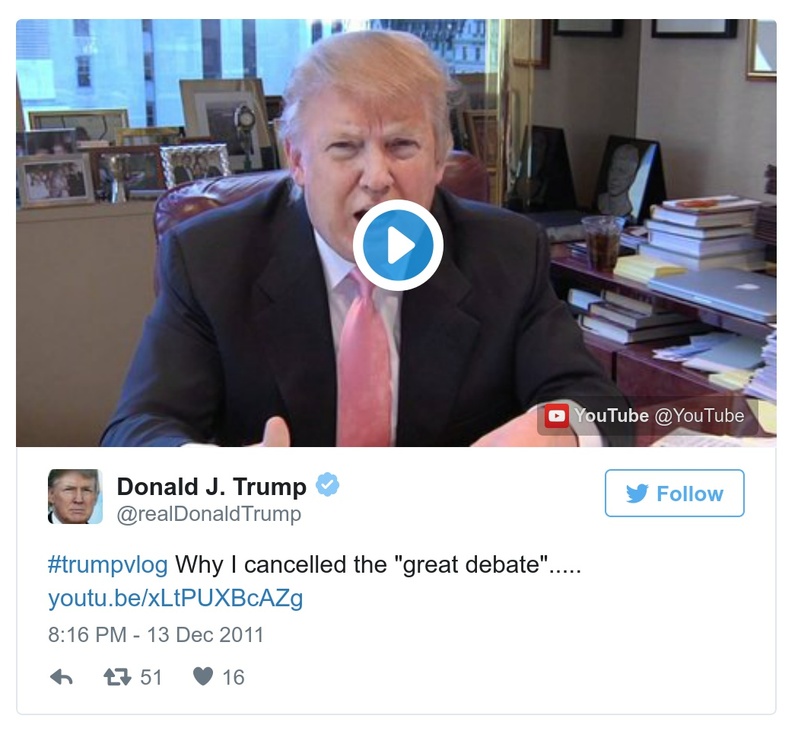 YouTube @YouTube
Donald J. Trump
@realDonaldTrump
Follow
#trumpvlog Why I cancelled the "great debate".....
youtu.be/xLtPUXBcAZg
8:16 PM - 13 Dec 2011
51 16